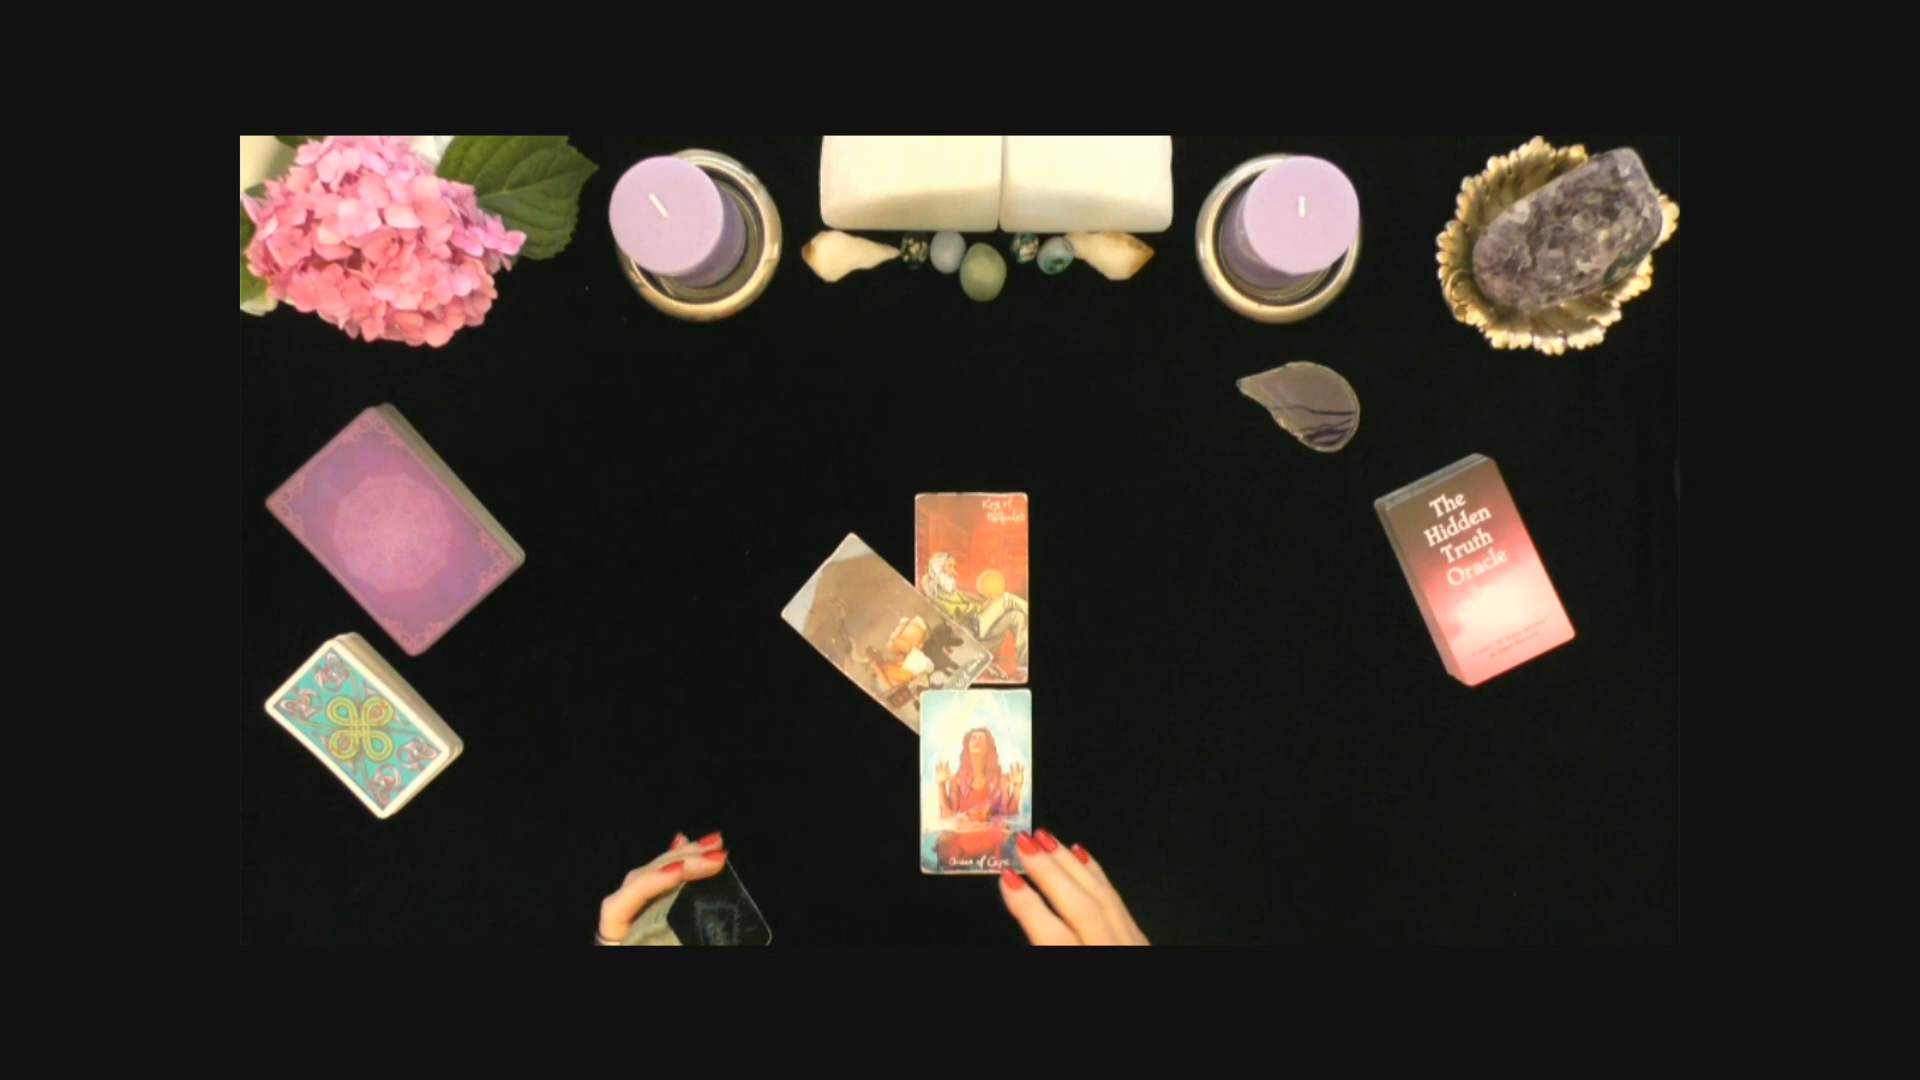 King of
Pentacles
The
Hidden
Truth
Oracle
Queen of Cups